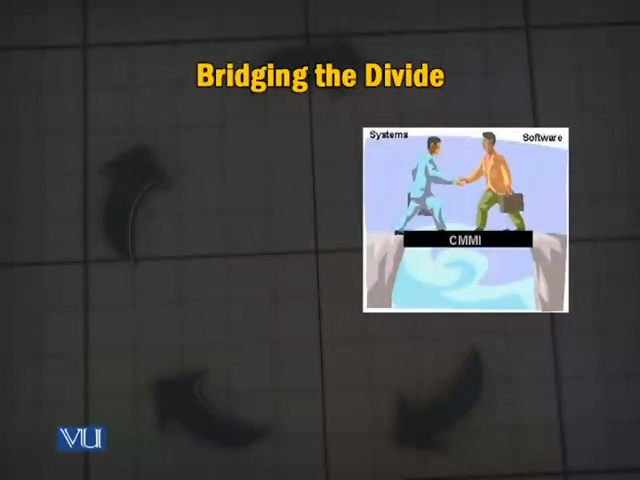 Bridging the Divide
Systems
Software
CMMI
VU